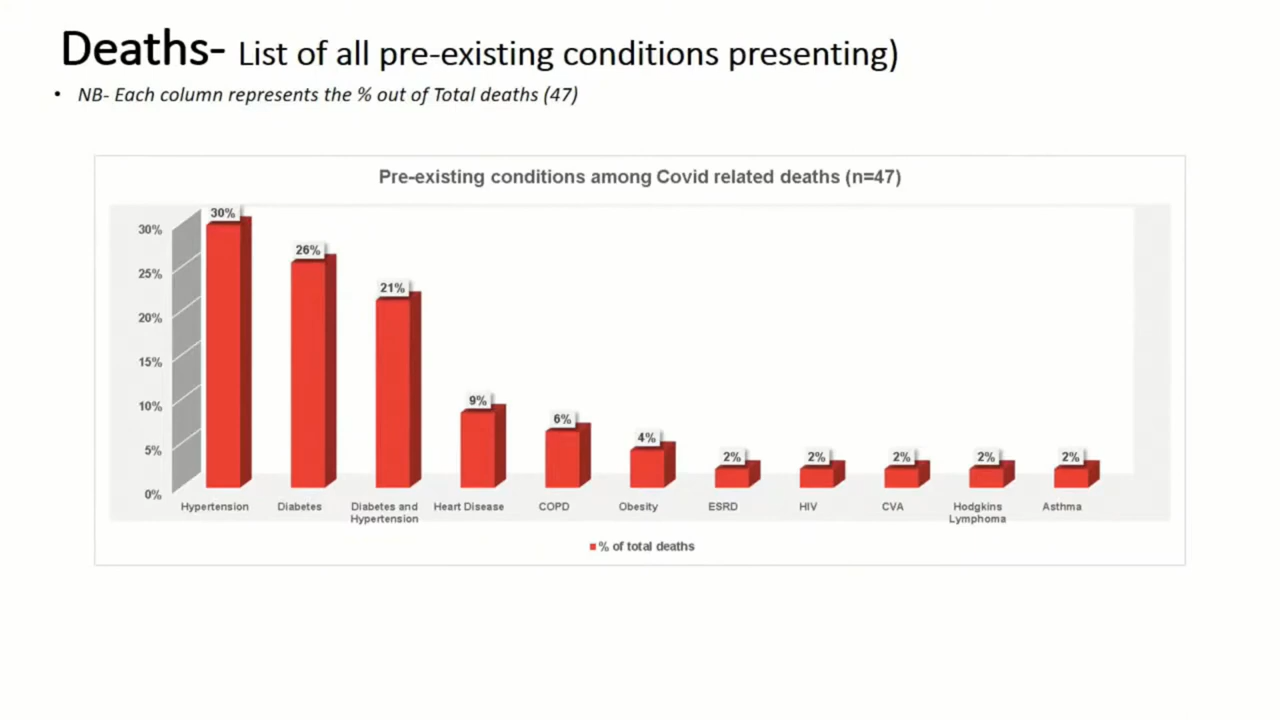 Deaths- List of all pre-existing conditions presenting)
• NB- Each column represents the % out of Total deaths (47)
Pre-existing conditions among Covid related deaths (n=47)
30%
25%
20%
15%
10%
5%
0%
30%
26%
21%
9%
6%
4%
2%
2%
2%
2%
2%
Hypertension
Diabetes
Diabetes and
Hypertension
Heart Disease
COPD
Obesity
ESRD
HIV
CVA
Hodgkins
Lymphoma
Asthma
% of total deaths